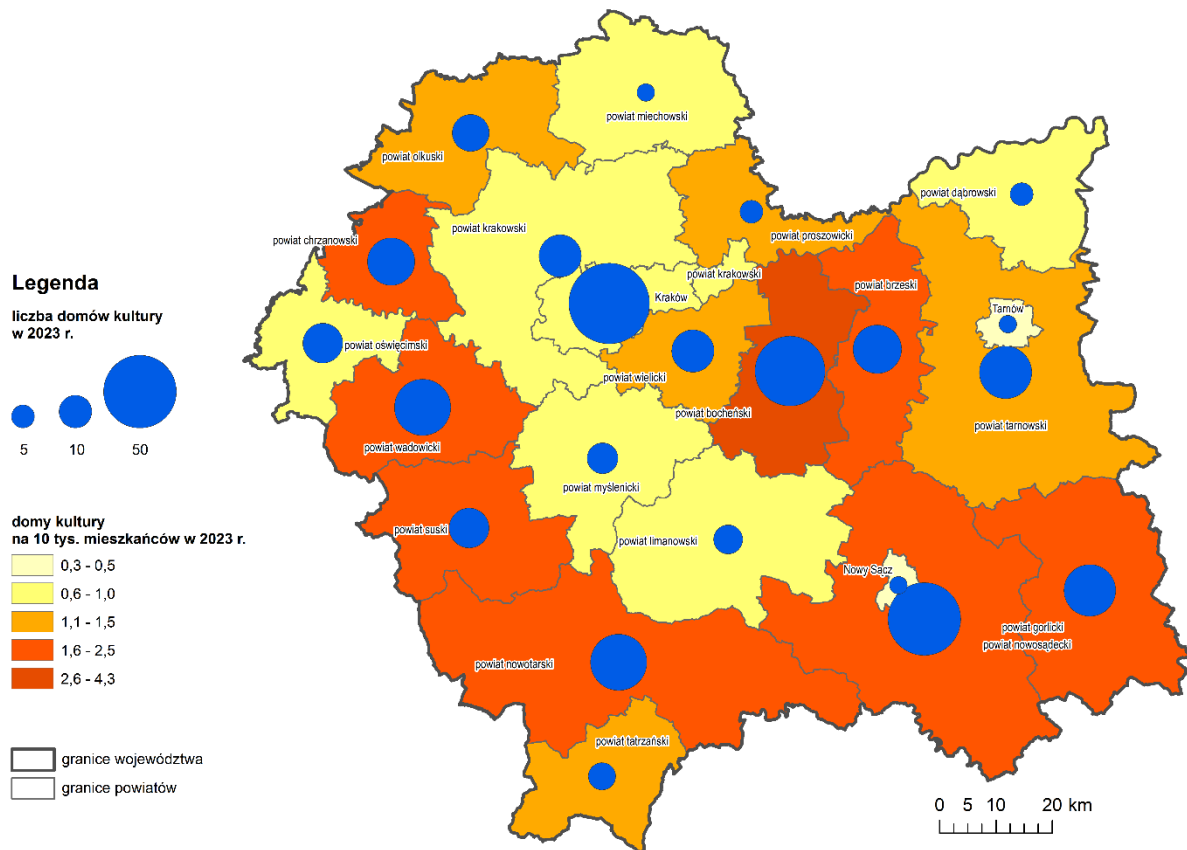 powiat miechowski
powiat olkuski
powiat dąbrowski
powiat krakowski
powiat proszowicki
powiat chrzanowski
powiat krakowski
powiat brzeski
Legenda
Kraków
liczba domów kultury
w 2023 r.
Tarnów
powiat oświęcimski
powiat wielicki
powiat bocheński
powiat tarnowski
powiat wadowicki
5 10 50
powiat myślenicki
domy kultury
na 10 tys. mieszkańców w 2023 r.
powiat suski
powiat limanowski
0,3 - 0,5
0,6 - 1,0
1,1 - 1,5
1,6 - 2,5
2,6 - 4,3
Nowy Sącz
powiat gorlicki
powiat nowosądecki
powiat nowotarski
powiat tatrzański
granice województwa
granice powiatów
0 5 10 20 km